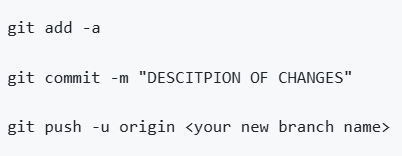 git add -a
git commit -m "DESCITPION OF CHANGES"
git push -u origin <your new branch name>